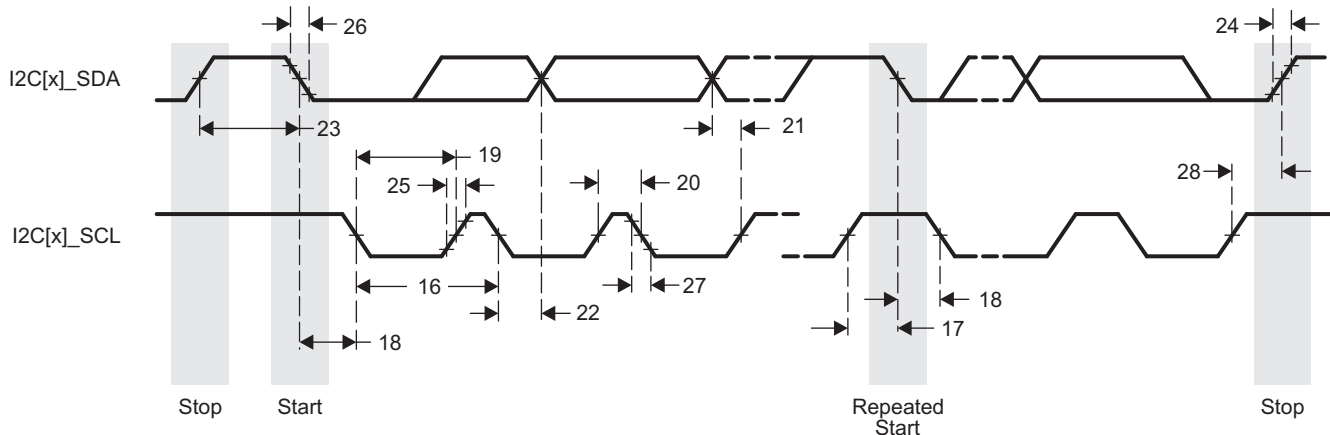 26
24
I2C[x]_SDA
23
21
19
25
20
28
I2C[x]_SCL
16
27
18
22
17
18
Stop
Start
Repeated
Start
Stop